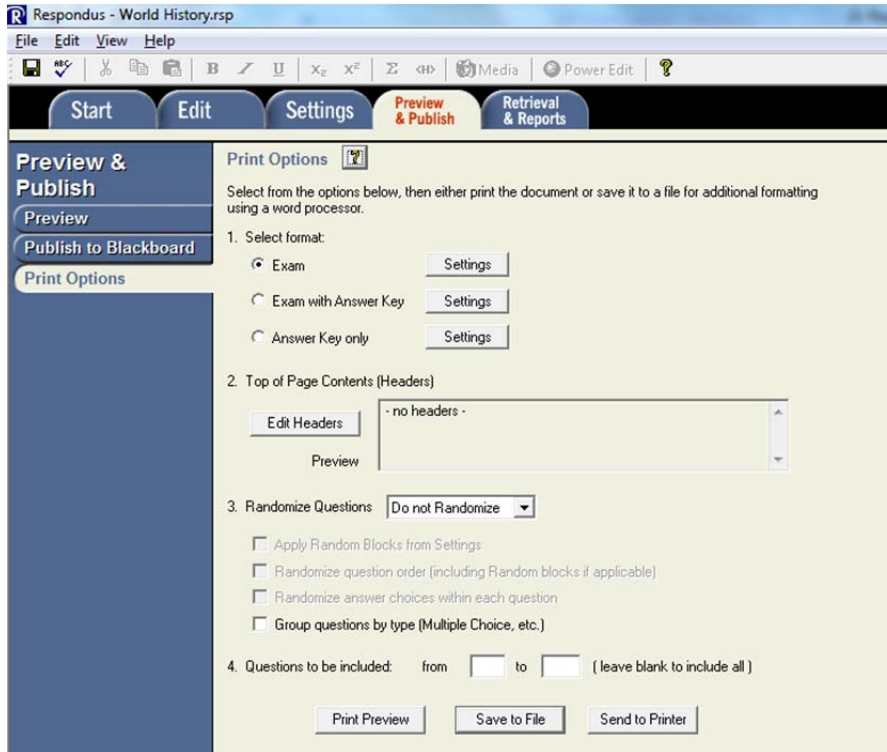 Respondus - World History.rsp
File Edit View Help
ABC B I U X₂ X² Σ <H> Media Power Edit ?
Start Edit Settings Preview & Publish Retrieval & Reports
Preview & Publish
Preview
Publish to Blackboard
Print Options
Print Options ?
Select from the options below, then either print the document or save it to a file for additional formatting
using a word processor.
1. Select format:
Exam Settings
Exam with Answer Key Settings
Answer Key only Settings
2. Top of Page Contents (Headers)
Edit Headers - no headers -
Preview
3. Randomize Questions Do not Randomize
Apply Random Blocks from Settings
Randomize question order (including Random blocks if applicable)
Randomize answer choices within each question
Group questions by type (Multiple Choice, etc.)
4. Questions to be included: from to ( leave blank to include all )
Print Preview Save to File Send to Printer